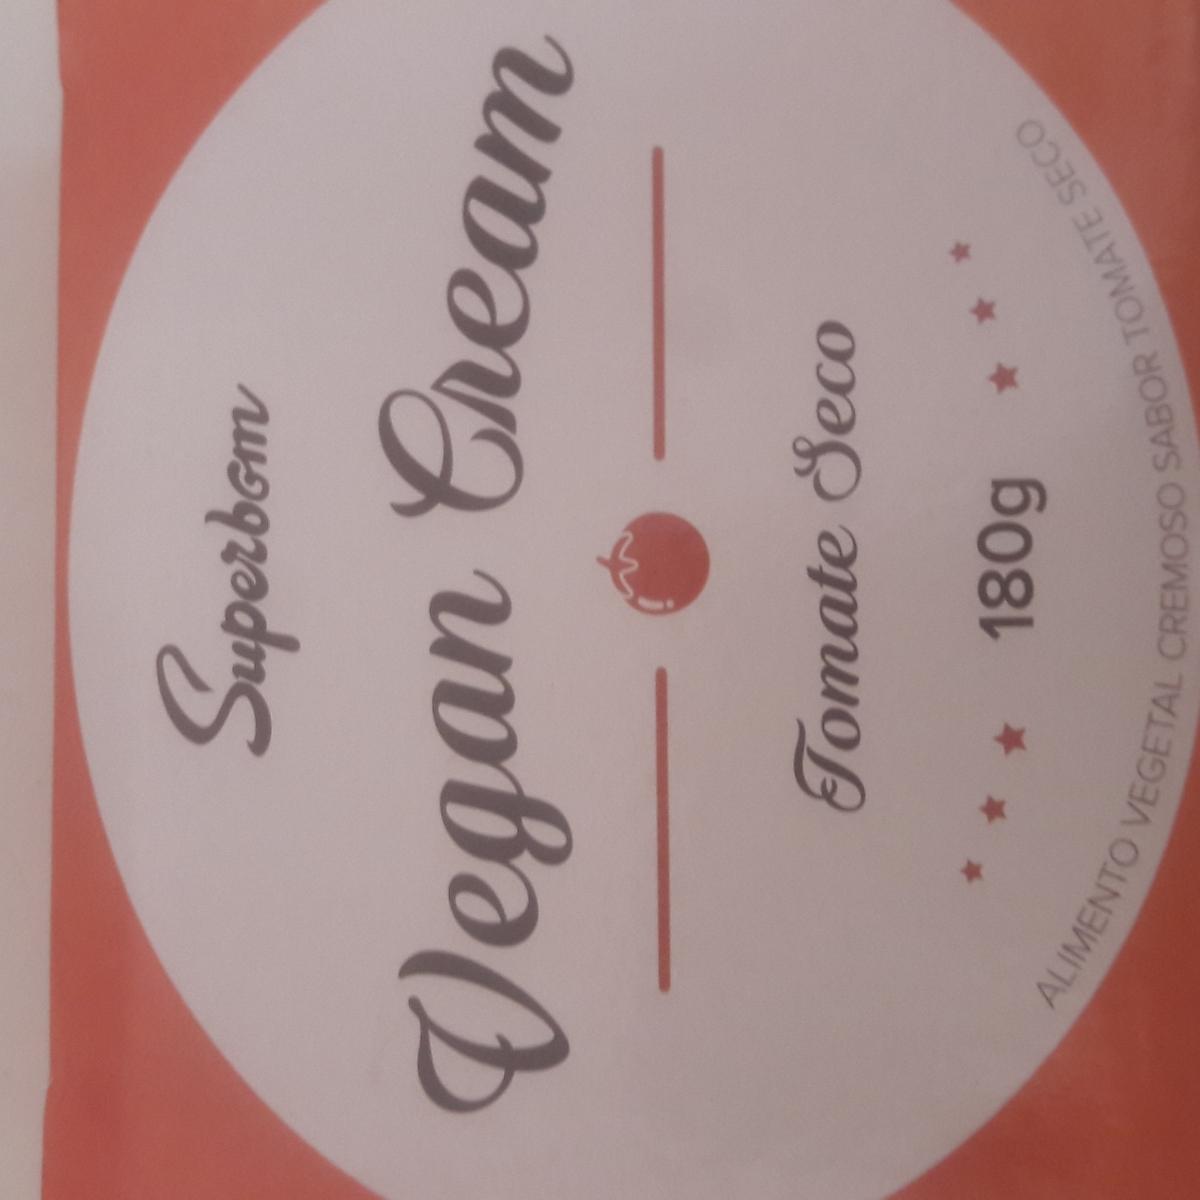 Superbom
Vegan Cream
Tomate Seco
180g
ALIMENTO VEGETAL CREMOSO SABOR TOMATE SECO